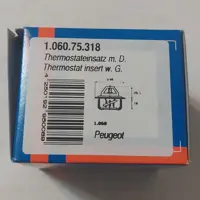 1.060.75.318
Thermostateinsatz m. D.
Thermostat insert w. G.
Peugeot